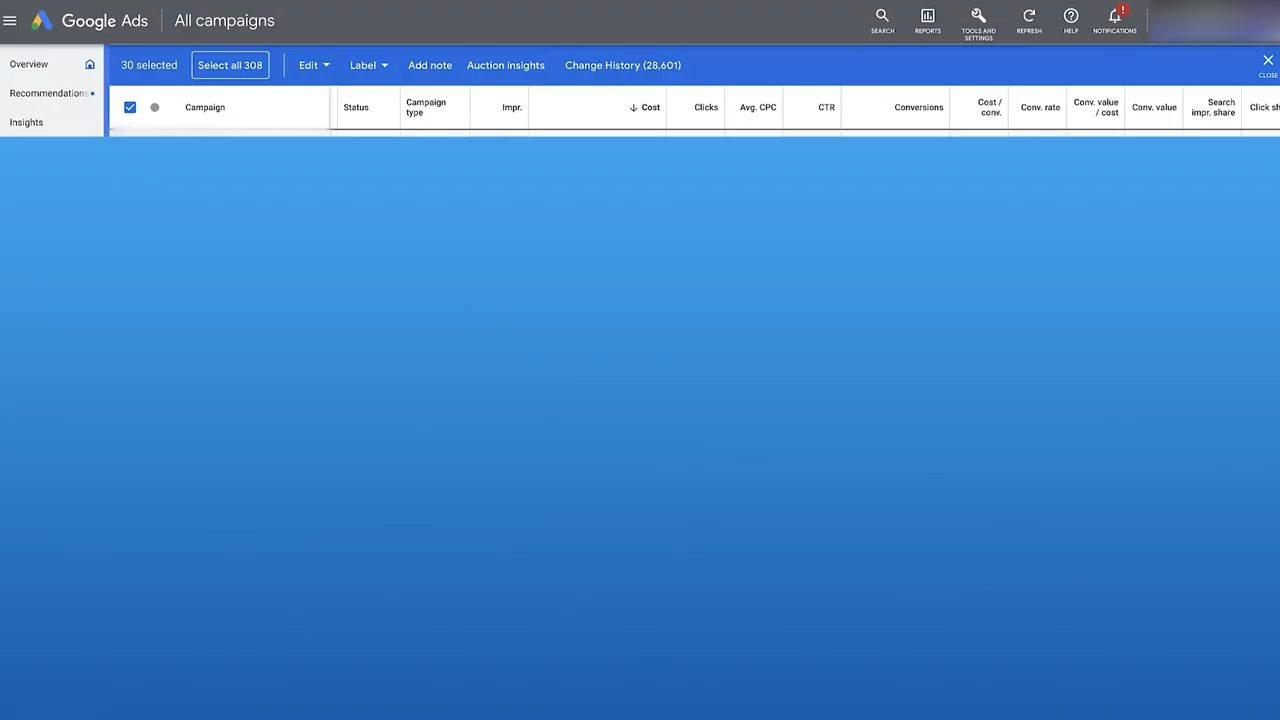 Google Ads
All campaigns
SEARCH
REPORTS
TOOLS AND
SETTINGS
REFRESH
HELP
!
NOTIFICATIONS
Overview
Recommendations
Insights
30 selected
Select all 308
Edit
Label
Add note
Auction insights
Change History (28,601)
CLOSE
Campaign
Status
Campaign
type
Impr.
Cost
Clicks
Avg. CPC
CTR
Conversions
Cost /
conv.
Conv. rate
Conv. value
/ cost
Conv. value
Search
impr. share
Click sh